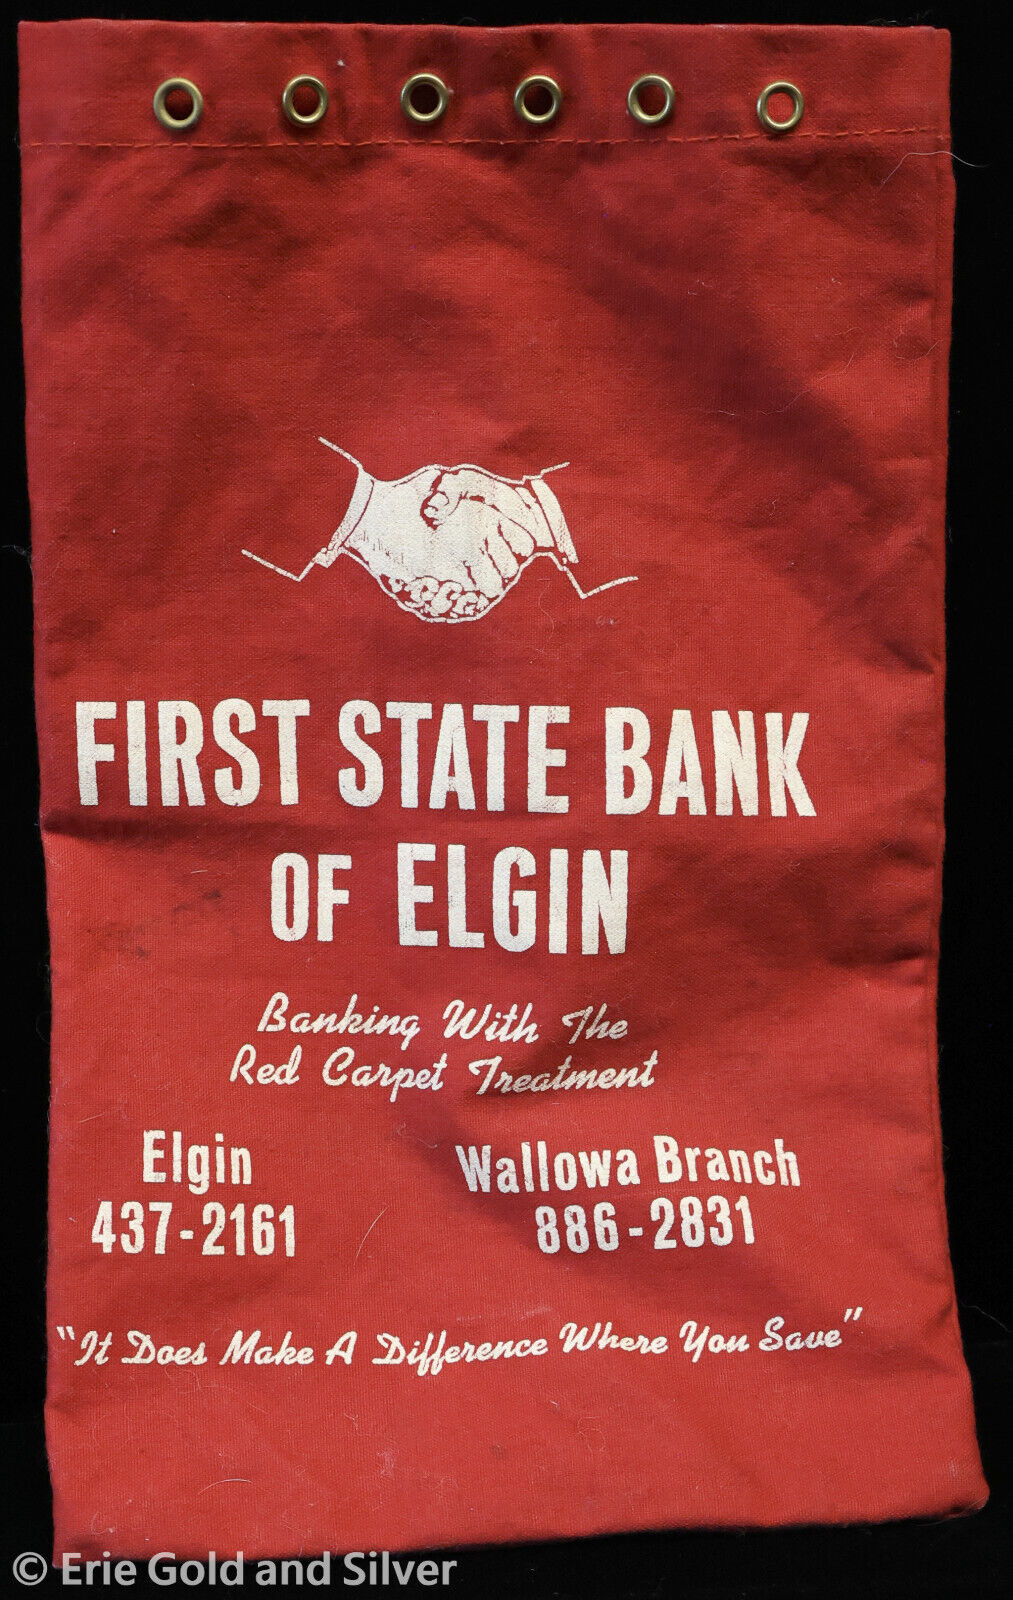 FIRST STATE BANK
OF ELGIN
Banking With The
Red Carpet Treatment
Elgin
437-2161
Wallowa Branch
886-2831
"It Does Make A Difference Where You Save"
© Erie Gold and Silver